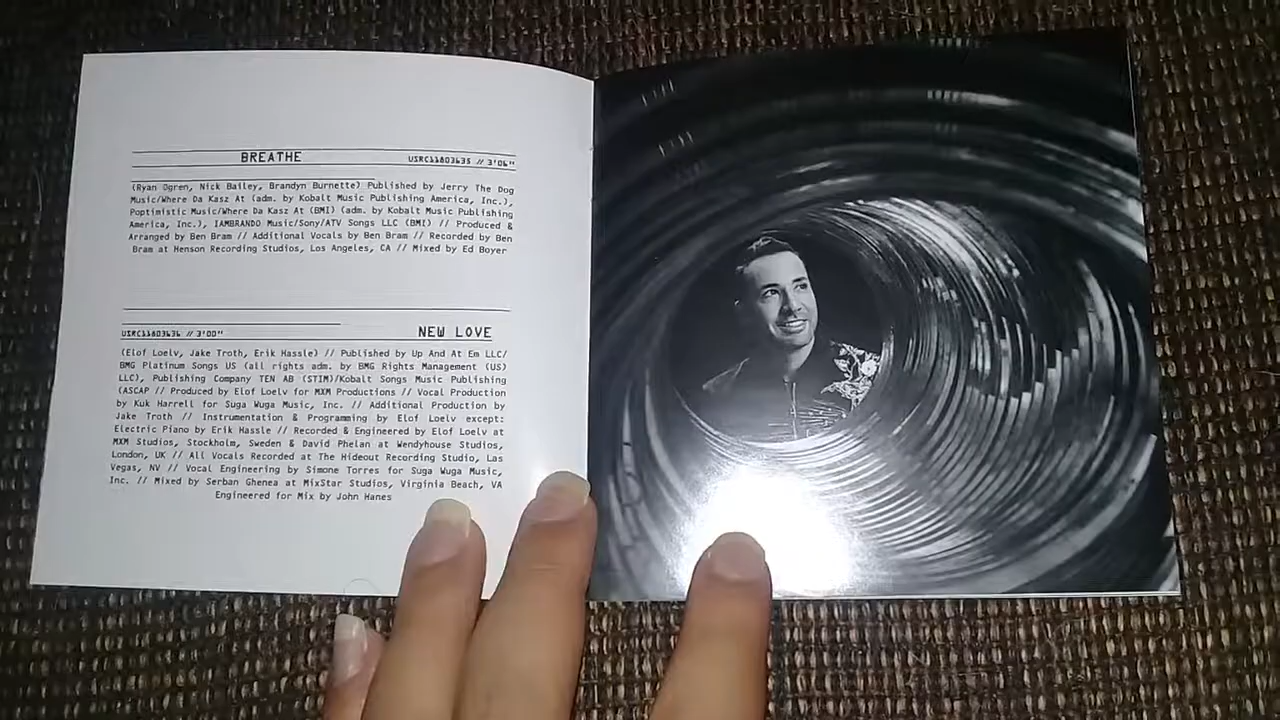 BREATHE USRC11803635 // 3'06"
(Ryan Ogren, Nick Bailey, Brandyn Burnette) Published by Jerry The Dog
Music/Where Da Kasz At (adm. by Kobalt Music Publishing America, Inc.),
Poptimistic Music/Where Da Kasz At (BMI) (adm. by Kobalt Music Publishing
America, Inc.), IAMBRANDO Music/Sony/ATV Songs LLC (BMI) // Produced &
Arranged by Ben Bram // Additional Vocals by Ben Bram // Recorded by Ben
Bram at Henson Recording Studios, Los Angeles, CA // Mixed by Ed Boyer
USRC11803636 // 3'00" NEW LOVE
(Elof Loelv, Jake Troth, Erik Hassle) // Published by Up And At Em LLC/
BMG Platinum Songs US (all rights adm. by BMG Rights Management (US)
LLC), Publishing Company TEN AB (STIM)/Kobalt Songs Music Publishing
(ASCAP // Produced by Elof Loelv for MXM Productions // Vocal Production
by Kuk Harrell for Suga Wuga Music, Inc. // Additional Production by
Jake Troth // Instrumentation & Programming by Elof Loelv except:
Electric Piano by Erik Hassle // Recorded & Engineered by Elof Loelv at
MXM Studios, Stockholm, Sweden & David Phelan at Wendyhouse Studios,
London, UK // All Vocals Recorded at The Hideout Recording Studio, Las
Vegas, NV // Vocal Engineering by Simone Torres for Suga Wuga Music,
Inc. // Mixed by Serban Ghenea at MixStar Studios, Virginia Beach, VA
Engineered for Mix by John Hanes